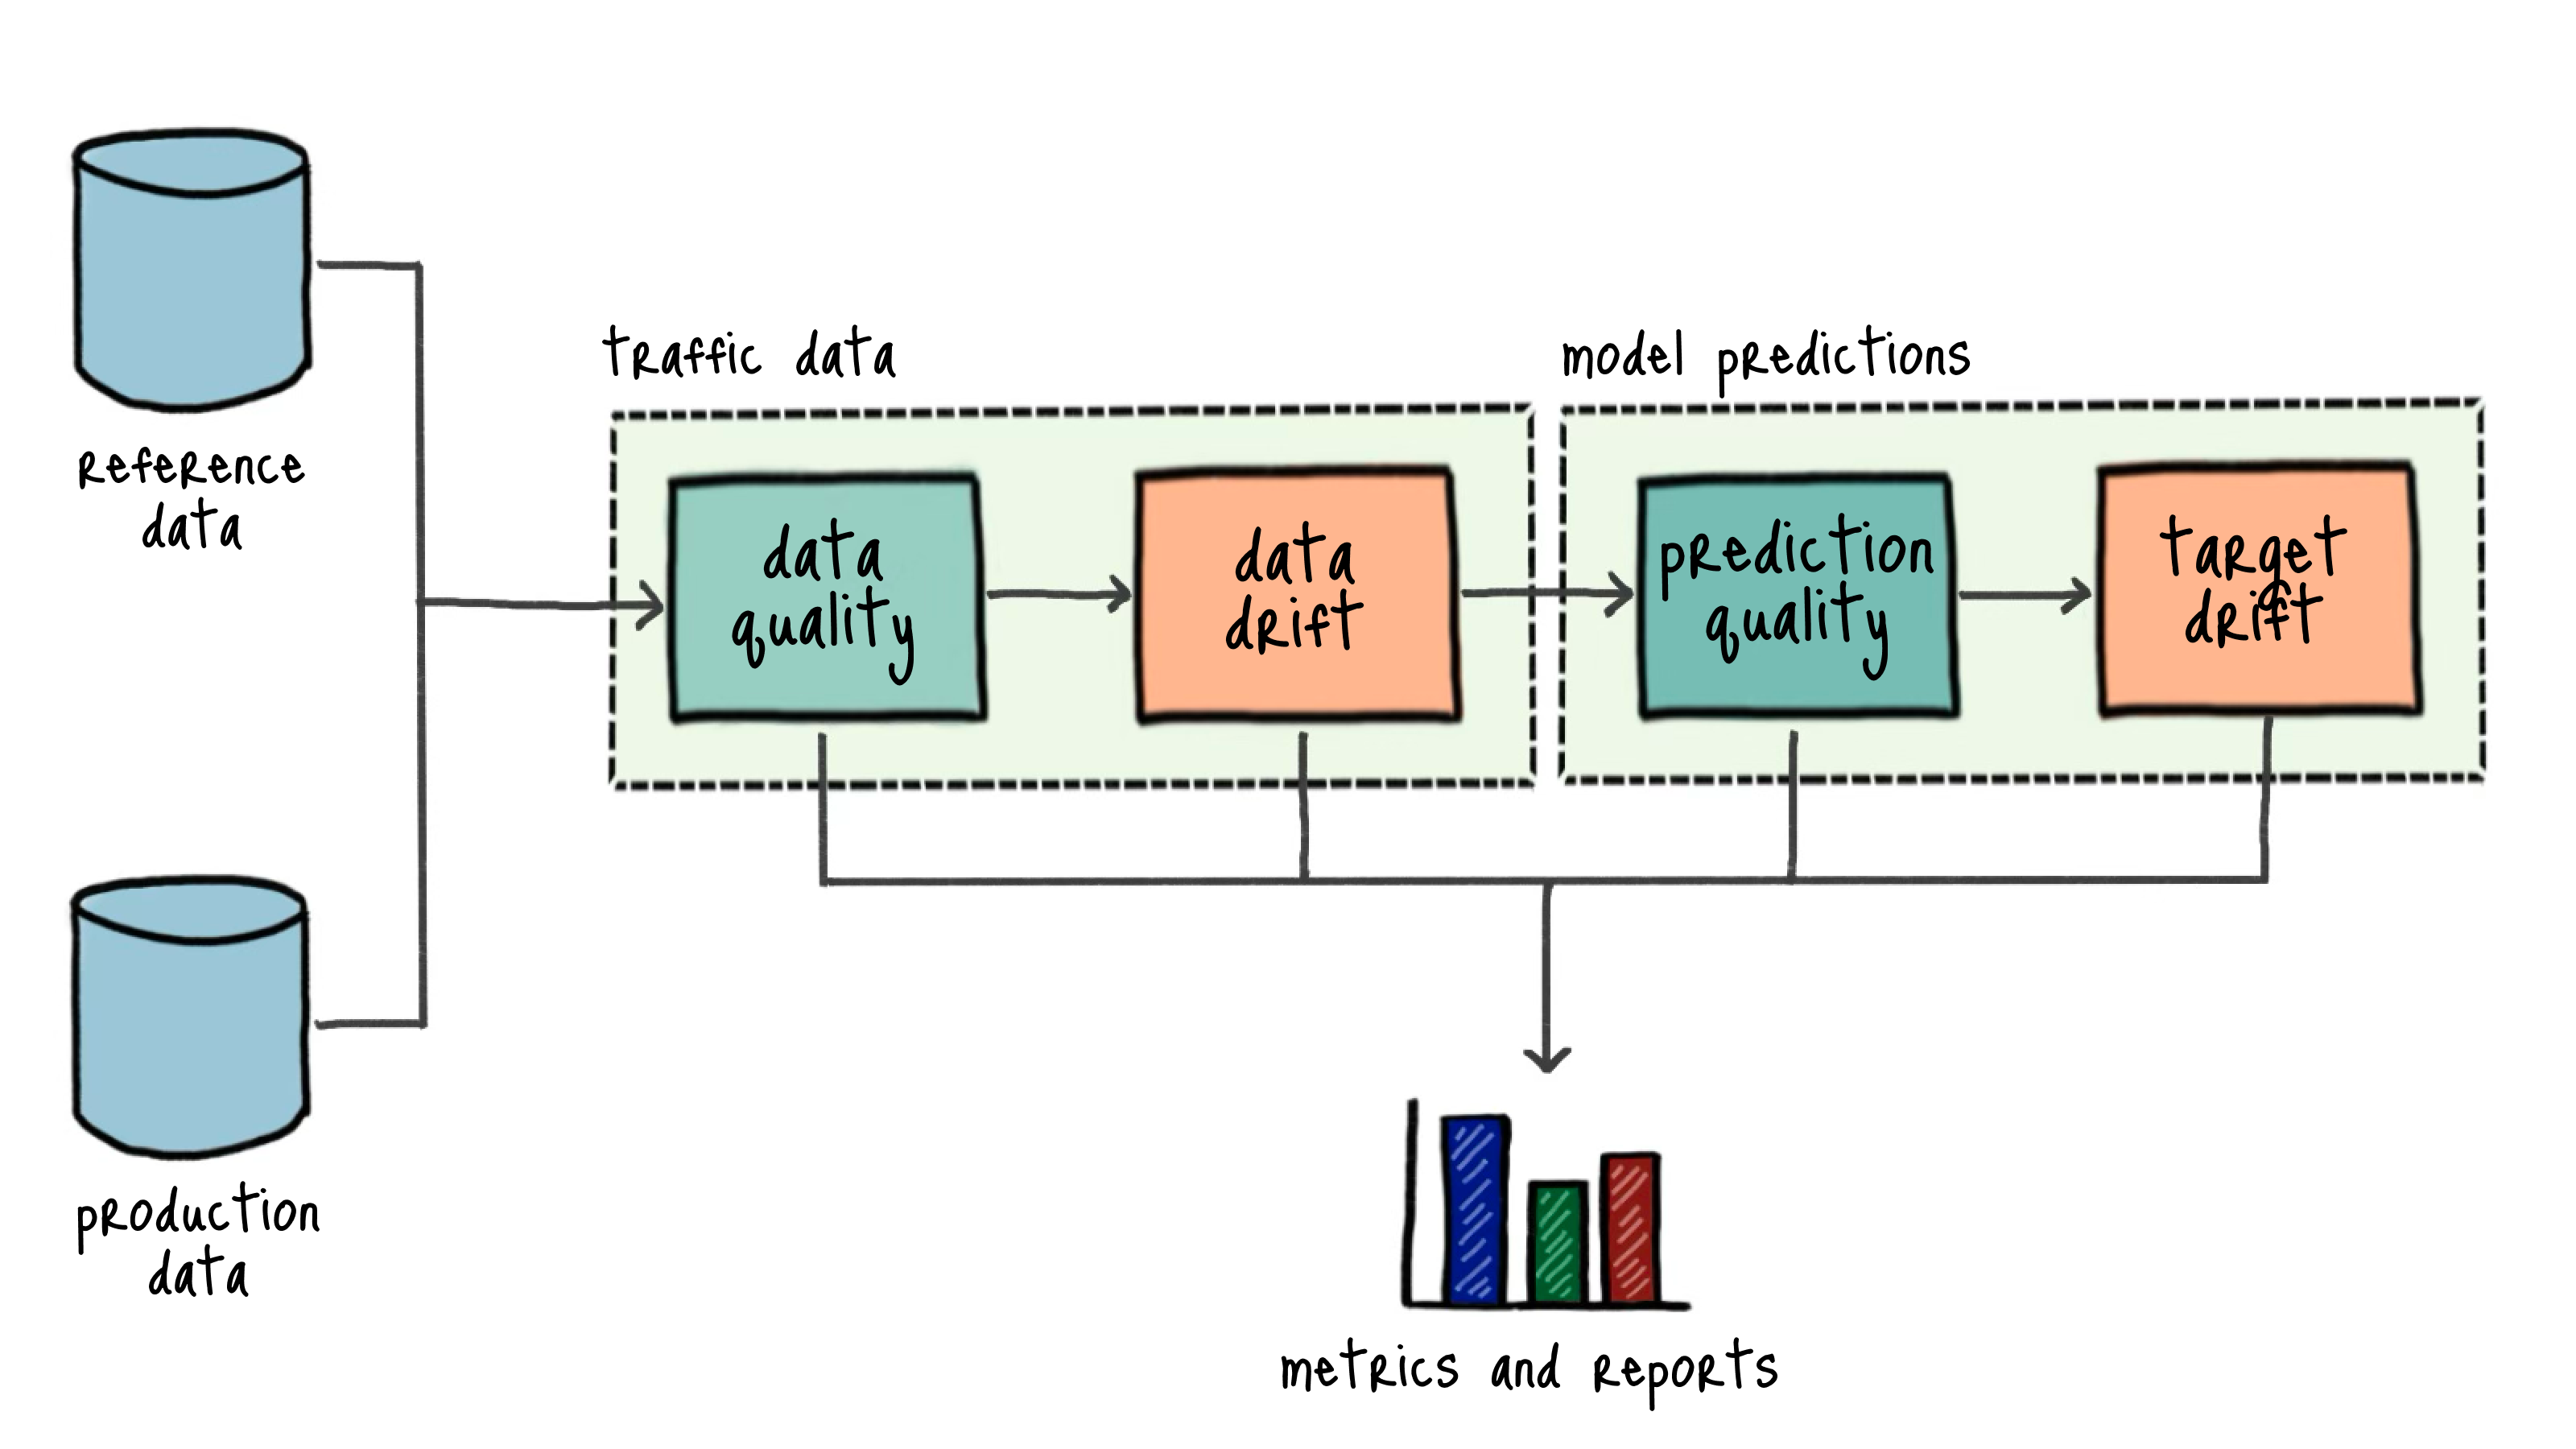 reference
data
production
data
traffic data
data
quality
data
drift
model predictions
prediction
quality
target
drift
metrics and reports